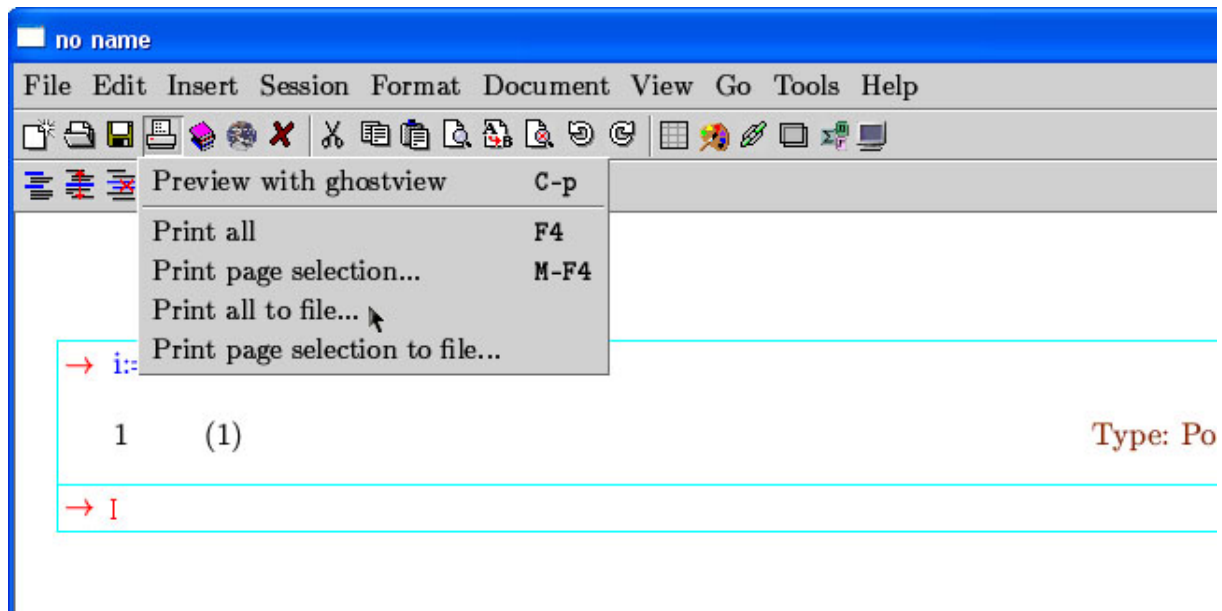 no name
File Edit Insert Session Format Document View Go Tools Help
Preview with ghostview C-p
Print all F4
Print page selection... M-F4
Print all to file...
Print page selection to file...
→ i:=
1 (1) Type: Po
→